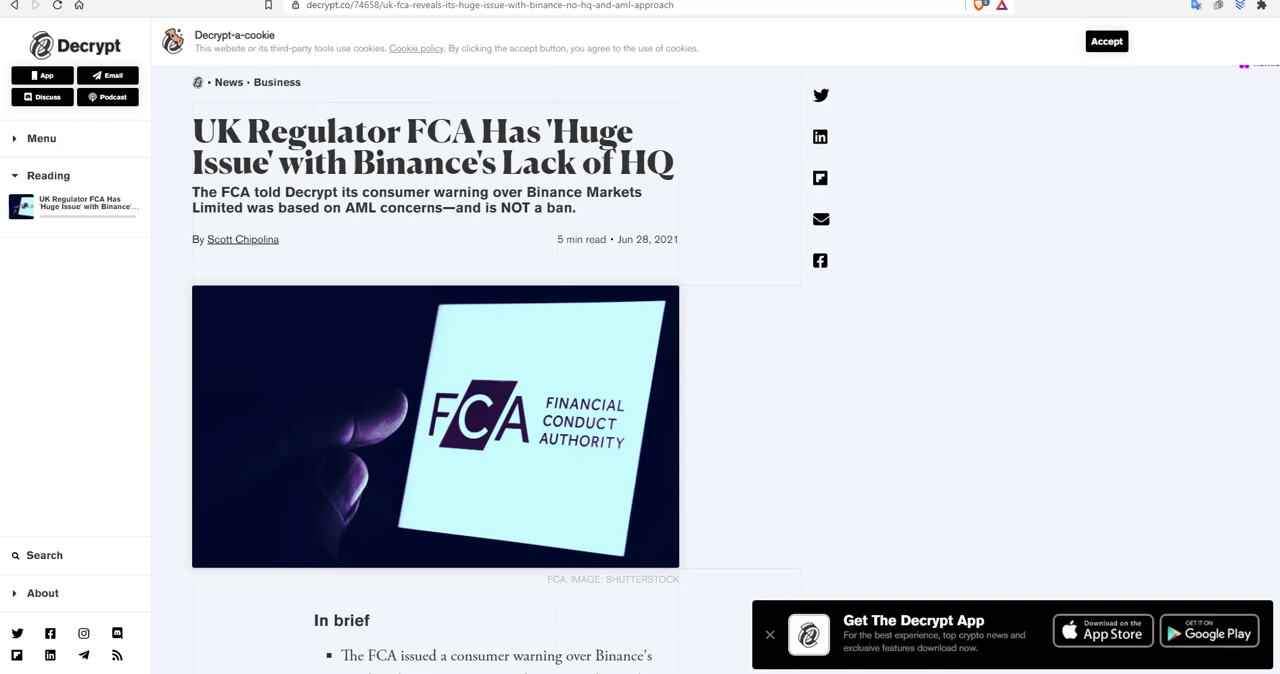 decrypt.co/74658/uk-fca-reveals-its-huge-issue-with-binance-no-hq-and-aml-approach
Decrypt
App
Email
Discuss
Podcast
Menu
Reading
UK Regulator FCA Has
'Huge Issue' with Binance'...
Search
About
Decrypt-a-cookie
This website or its third-party tools use cookies. Cookie policy. By clicking the accept button, you agree to the use of cookies.
Accept
• News • Business
UK Regulator FCA Has 'Huge
Issue' with Binance's Lack of HQ
The FCA told Decrypt its consumer warning over Binance Markets
Limited was based on AML concerns—and is NOT a ban.
By Scott Chipolina
5 min read • Jun 28, 2021
FCA FINANCIAL
CONDUCT
AUTHORITY
FCA. IMAGE: SHUTTERSTOCK
In brief
▪ The FCA issued a consumer warning over Binance's
Get The Decrypt App
For the best experience, top crypto news and
exclusive features download now.
Download on the
App Store
GET IT ON
Google Play